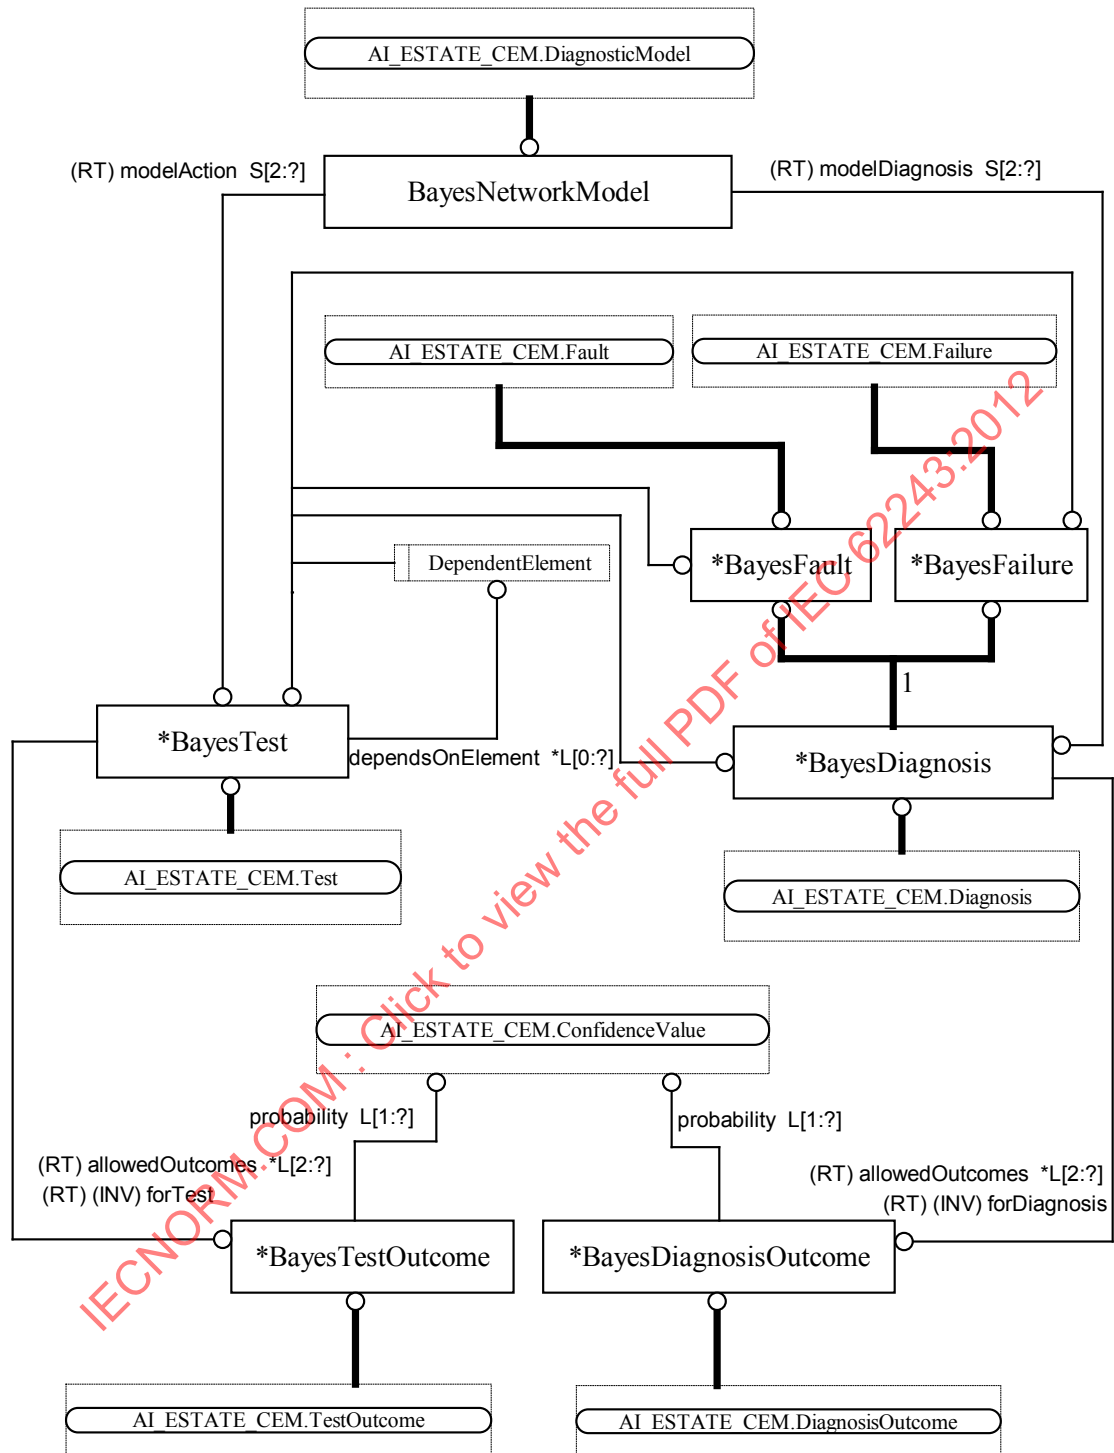 AI_ESTATE_CEM.DiagnosticModel
(RT) modelAction S[2:?]
BayesNetworkModel
(RT) modelDiagnosis S[2:?]
AI_ESTATE_CEM.Fault
AI_ESTATE_CEM.Failure
DependentElement
*BayesFault
*BayesFailure
1
*BayesTest
dependsOnElement *L[0:?]
*BayesDiagnosis
AI_ESTATE_CEM.Test
AI_ESTATE_CEM.Diagnosis
AI_ESTATE_CEM.ConfidenceValue
probability L[1:?]
probability L[1:?]
(RT) allowedOutcomes *L[2:?]
(RT) (INV) forTest
(RT) allowedOutcomes *L[2:?]
(RT) (INV) forDiagnosis
*BayesTestOutcome
*BayesDiagnosisOutcome
AI_ESTATE_CEM.TestOutcome
AI_ESTATE_CEM.DiagnosisOutcome
IECNORM.COM : Click to view the full PDF of IEC 62243:2012